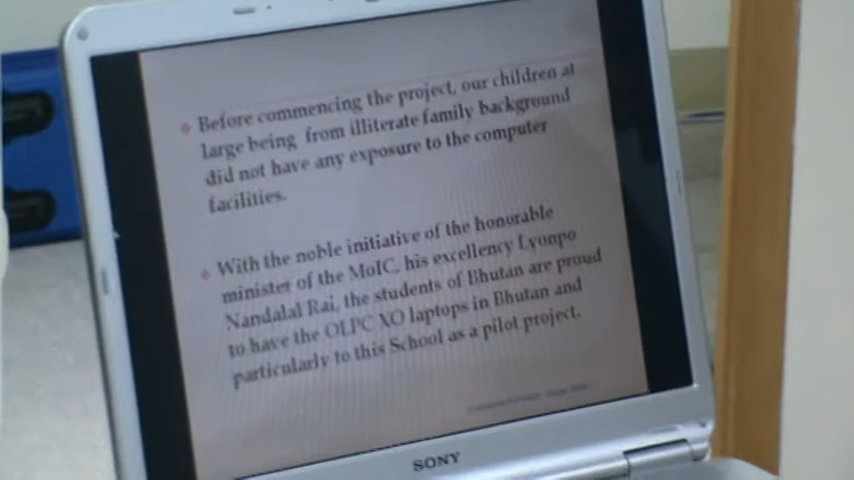 Before commencing the project, our children at
large being from illiterate family background
did not have any exposure to the computer
facilities.
With the noble initiative of the honorable
minister of the MoIC, his excellency Lyonpo
Nandalal Rai, the students of Bhutan are proud
to have the OLPC XO laptops in Bhutan and
particularly to this School as a pilot project.
SONY